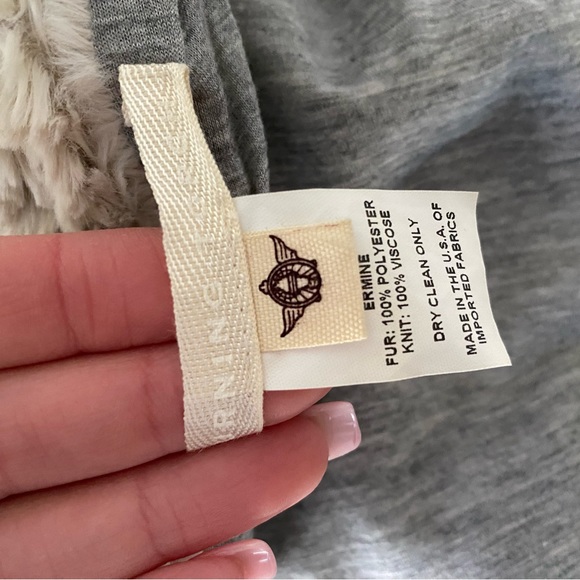 ERMINE
FUR: 100% POLYESTER
KNIT: 100% VISCOSE
DRY CLEAN ONLY
MADE IN THE U.S.A. OF
IMPORTED FABRICS